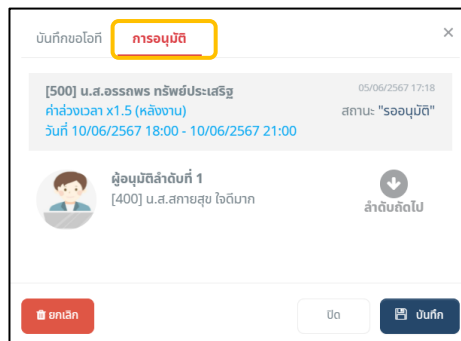 บันทึกขอโอที การอนุมัติ ×
[500] น.ส.อรรถพร ทรัพย์ประเสริฐ 05/06/2567 17:18
ค่าล่วงเวลา x1.5 (หลังงาน) สถานะ "รออนุมัติ"
วันที่ 10/06/2567 18:00 - 10/06/2567 21:00
ผู้อนุมัติลำดับที่ 1
[400] น.ส.สกายสุข ใจดีมาก
ลำดับถัดไป
ยกเลิก ปิด บันทึก